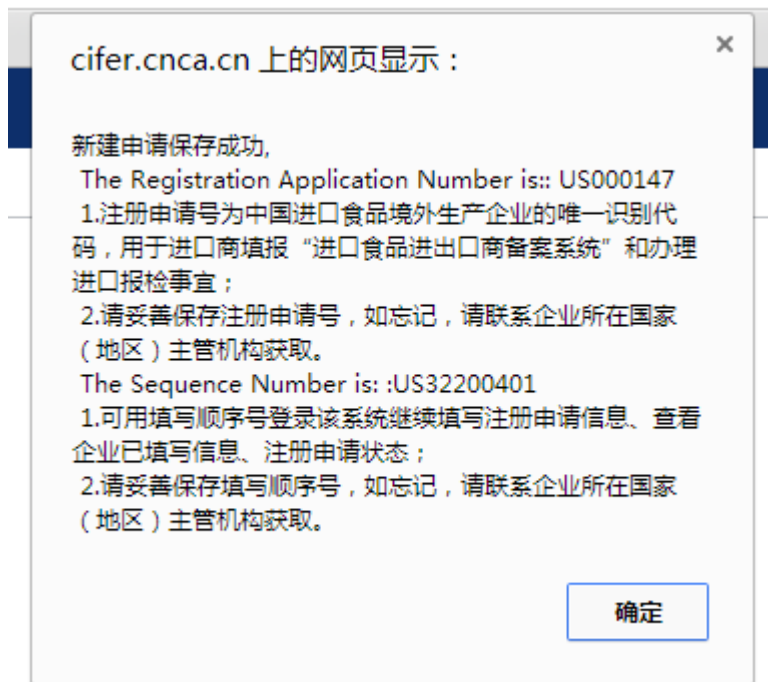 cifer.cnca.cn 上的网页显示：
新建申请保存成功,
The Registration Application Number is:: US000147
1.注册申请号为中国进口食品境外生产企业的唯一识别代
码，用于进口商填报“进口食品进出口商备案系统”和办理
进口报检事宜；
2.请妥善保存注册申请号，如忘记，请联系企业所在国家
（地区）主管机构获取。
The Sequence Number is: :US32200401
1.可用填写顺序号登录该系统继续填写注册申请信息、查看
企业已填写信息、注册申请状态；
2.请妥善保存填写顺序号，如忘记，请联系企业所在国家
（地区）主管机构获取。
确定